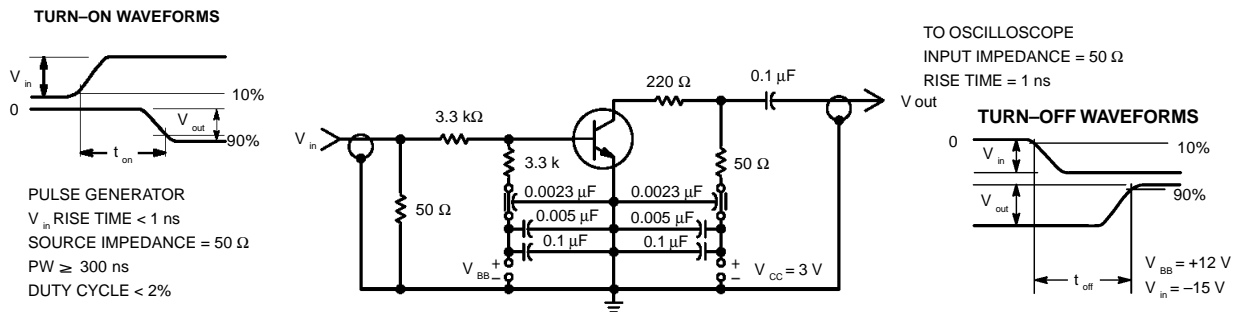 TURN–ON WAVEFORMS
V in
0
10%
V out
90%
t on
PULSE GENERATOR
V in RISE TIME < 1 ns
SOURCE IMPEDANCE = 50 Ω
PW ≥ 300 ns
DUTY CYCLE < 2%
V in
3.3 kΩ
50 Ω
3.3 k
220 Ω
0.1 µF
50 Ω
0.0023 µF
0.0023 µF
0.005 µF
0.005 µF
0.1 µF
0.1 µF
V BB
+
–
+
–
V CC = 3 V
V out
TO OSCILLOSCOPE
INPUT IMPEDANCE = 50 Ω
RISE TIME = 1 ns
TURN–OFF WAVEFORMS
0
V in
10%
V out
90%
t off
V BB = +12 V
V in = –15 V